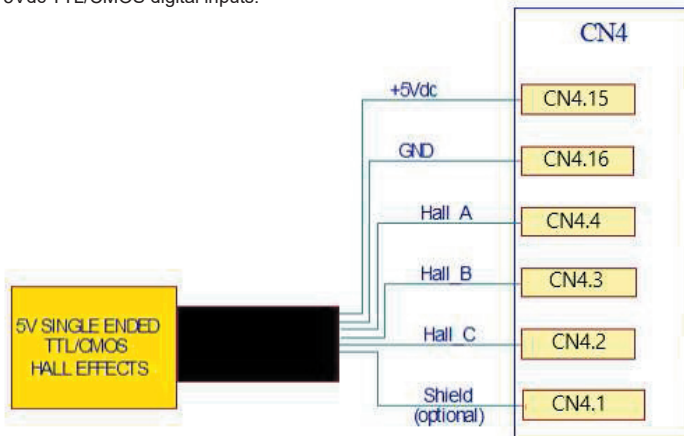 5Vdc TTL/CMOS digital inputs.
CN4
+5Vdc
CN4.15
GND
CN4.16
Hall_A
CN4.4
Hall_B
CN4.3
5V SINGLE ENDED
TTL/CMOS
HALL EFFECTS
Hall_C
CN4.2
Shield
(optional)
CN4.1